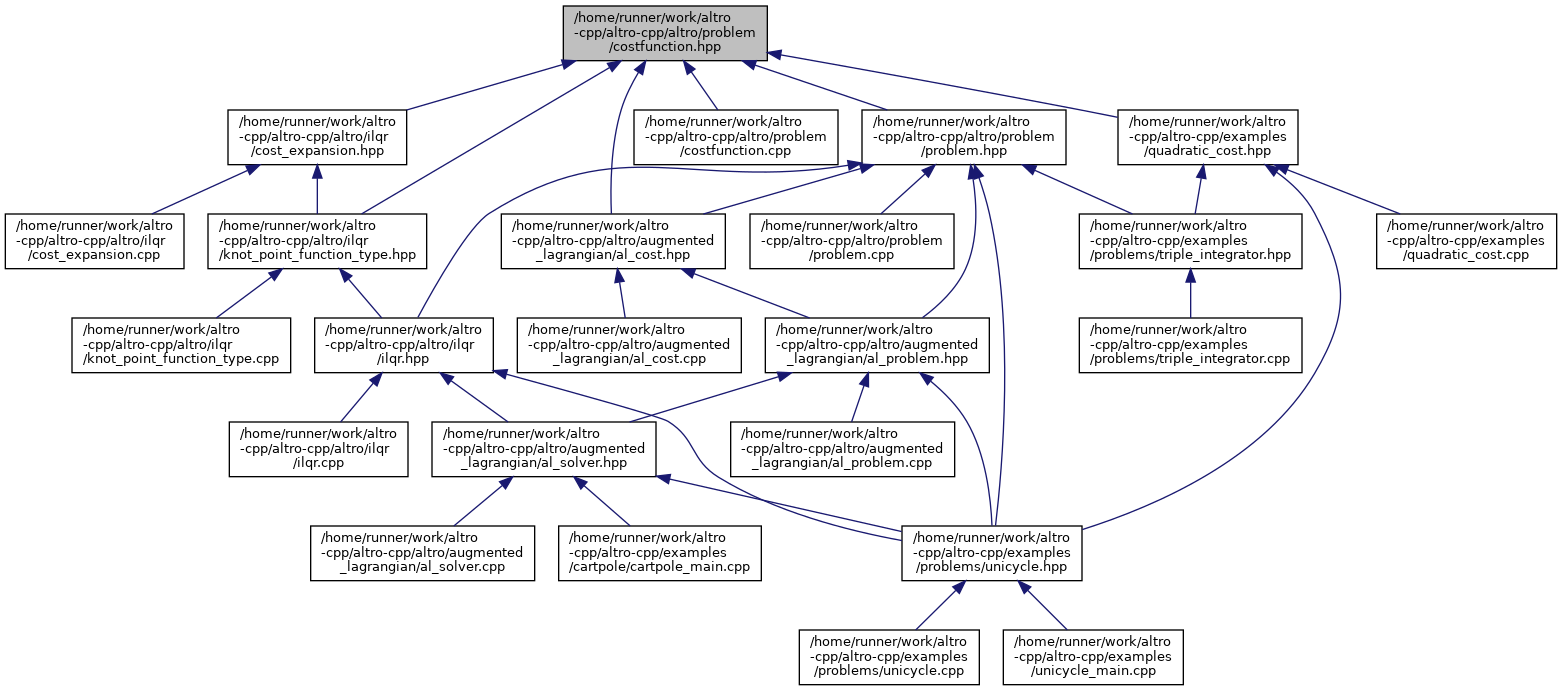 /home/runner/work/altro
-cpp/altro-cpp/altro/problem
/costfunction.hpp
/home/runner/work/altro
-cpp/altro-cpp/altro/ilqr
/cost_expansion.hpp
/home/runner/work/altro
-cpp/altro-cpp/altro/problem
/costfunction.cpp
/home/runner/work/altro
-cpp/altro-cpp/altro/problem
/problem.hpp
/home/runner/work/altro
-cpp/altro-cpp/examples
/quadratic_cost.hpp
/home/runner/work/altro
-cpp/altro-cpp/altro/ilqr
/cost_expansion.cpp
/home/runner/work/altro
-cpp/altro-cpp/altro/ilqr
/knot_point_function_type.hpp
/home/runner/work/altro
-cpp/altro-cpp/altro/augmented
_lagrangian/al_cost.hpp
/home/runner/work/altro
-cpp/altro-cpp/altro/problem
/problem.cpp
/home/runner/work/altro
-cpp/altro-cpp/examples
/problems/triple_integrator.hpp
/home/runner/work/altro
-cpp/altro-cpp/examples
/quadratic_cost.cpp
/home/runner/work/altro
-cpp/altro-cpp/altro/ilqr
/knot_point_function_type.cpp
/home/runner/work/altro
-cpp/altro-cpp/altro/ilqr
/ilqr.hpp
/home/runner/work/altro
-cpp/altro-cpp/altro/augmented
_lagrangian/al_cost.cpp
/home/runner/work/altro
-cpp/altro-cpp/altro/augmented
_lagrangian/al_problem.hpp
/home/runner/work/altro
-cpp/altro-cpp/examples
/problems/triple_integrator.cpp
/home/runner/work/altro
-cpp/altro-cpp/altro/ilqr
/ilqr.cpp
/home/runner/work/altro
-cpp/altro-cpp/altro/augmented
_lagrangian/al_solver.hpp
/home/runner/work/altro
-cpp/altro-cpp/altro/augmented
_lagrangian/al_problem.cpp
/home/runner/work/altro
-cpp/altro-cpp/altro/augmented
_lagrangian/al_solver.cpp
/home/runner/work/altro
-cpp/altro-cpp/examples
/cartpole/cartpole_main.cpp
/home/runner/work/altro
-cpp/altro-cpp/examples
/problems/unicycle.hpp
/home/runner/work/altro
-cpp/altro-cpp/examples
/problems/unicycle.cpp
/home/runner/work/altro
-cpp/altro-cpp/examples
/unicycle_main.cpp